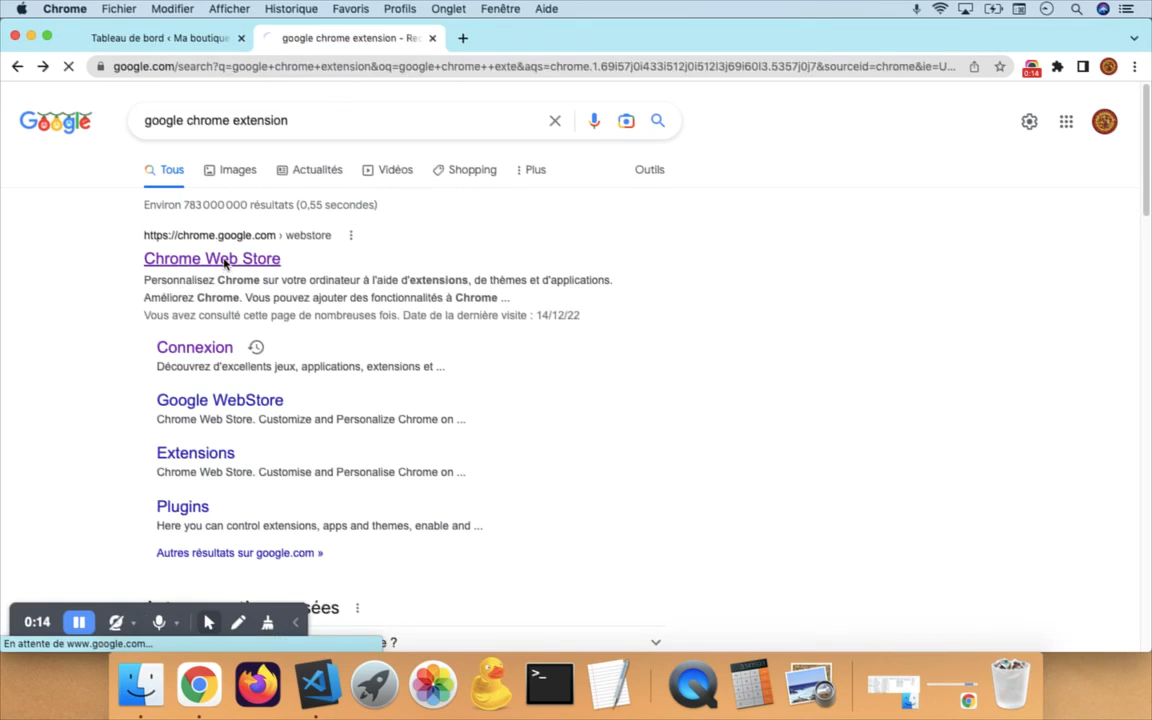 Chrome Fichier Modifier Afficher Historique Favoris Profils Onglet Fenêtre Aide
Tableau de bord ‹ Ma boutique
google chrome extension - Rec
google.com/search?q=google+chrome+extension&oq=google+chrome++exte&aqs=chrome.1.69i57j0i433i512j0i512l3j69i60l3.5357j0j7&sourceid=chrome&ie=U...
0:14
Google
google chrome extension
Tous Images Actualités Vidéos Shopping Plus Outils
Environ 783 000 000 résultats (0,55 secondes)
https://chrome.google.com › webstore
Chrome Web Store
Personnalisez Chrome sur votre ordinateur à l'aide d'extensions, de thèmes et d'applications.
Améliorez Chrome. Vous pouvez ajouter des fonctionnalités à Chrome ...
Vous avez consulté cette page de nombreuses fois. Date de la dernière visite : 14/12/22
Connexion
Découvrez d'excellents jeux, applications, extensions et ...
Google WebStore
Chrome Web Store. Customize and Personalize Chrome on ...
Extensions
Chrome Web Store. Customise and Personalise Chrome on ...
Plugins
Here you can control extensions, apps and themes, enable and ...
Autres résultats sur google.com »
sées
0:14
En attente de www.google.com...
e ?